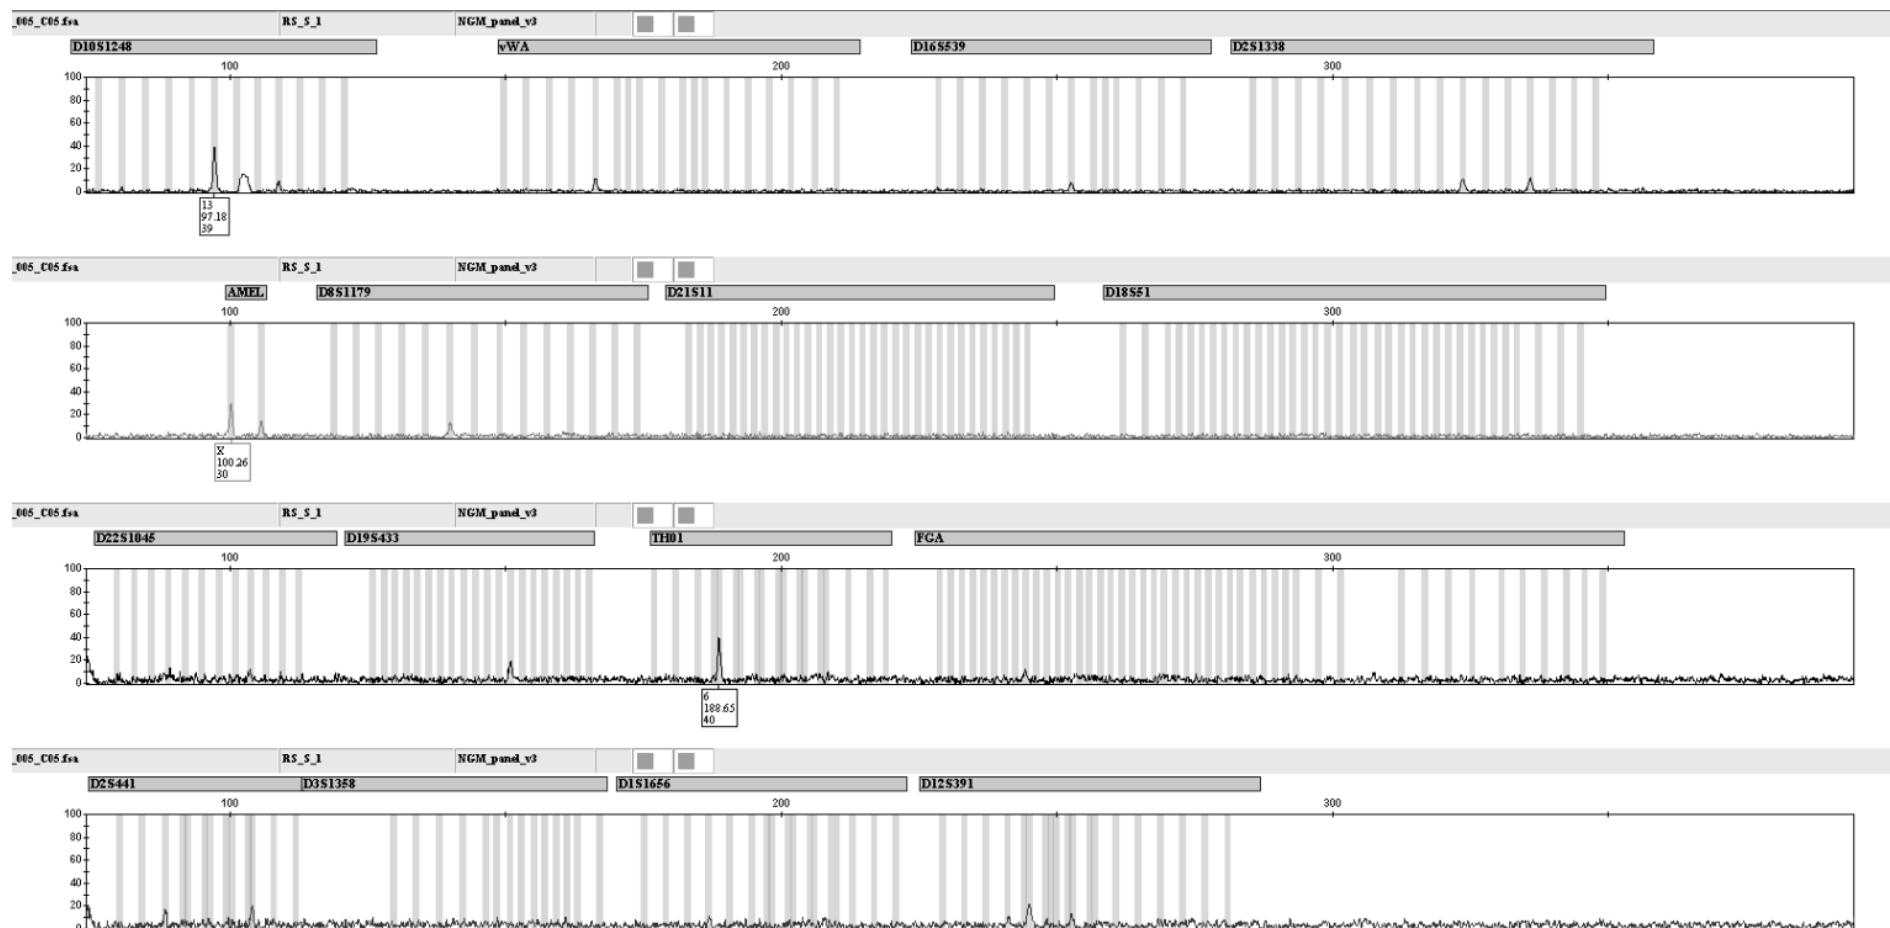 _005_C05.fsa RS_S_1 NGM_panel_v3
D10S1248 vWA D16S539 D2S1338
100 200 300
100
80
60
40
20
0
13
97.18
39
_005_C05.fsa RS_S_1 NGM_panel_v3
AMEL D8S1179 D21S11 D18S51
100 200 300
100
80
60
40
20
0
X
100.26
30
_005_C05.fsa RS_S_1 NGM_panel_v3
D22S1045 D19S433 TH01 FGA
100 200 300
100
80
60
40
20
0
6
188.65
40
_005_C05.fsa RS_S_1 NGM_panel_v3
D2S441 D3S1358 D1S1656 D12S391
100 200 300
100
80
60
40
20
0